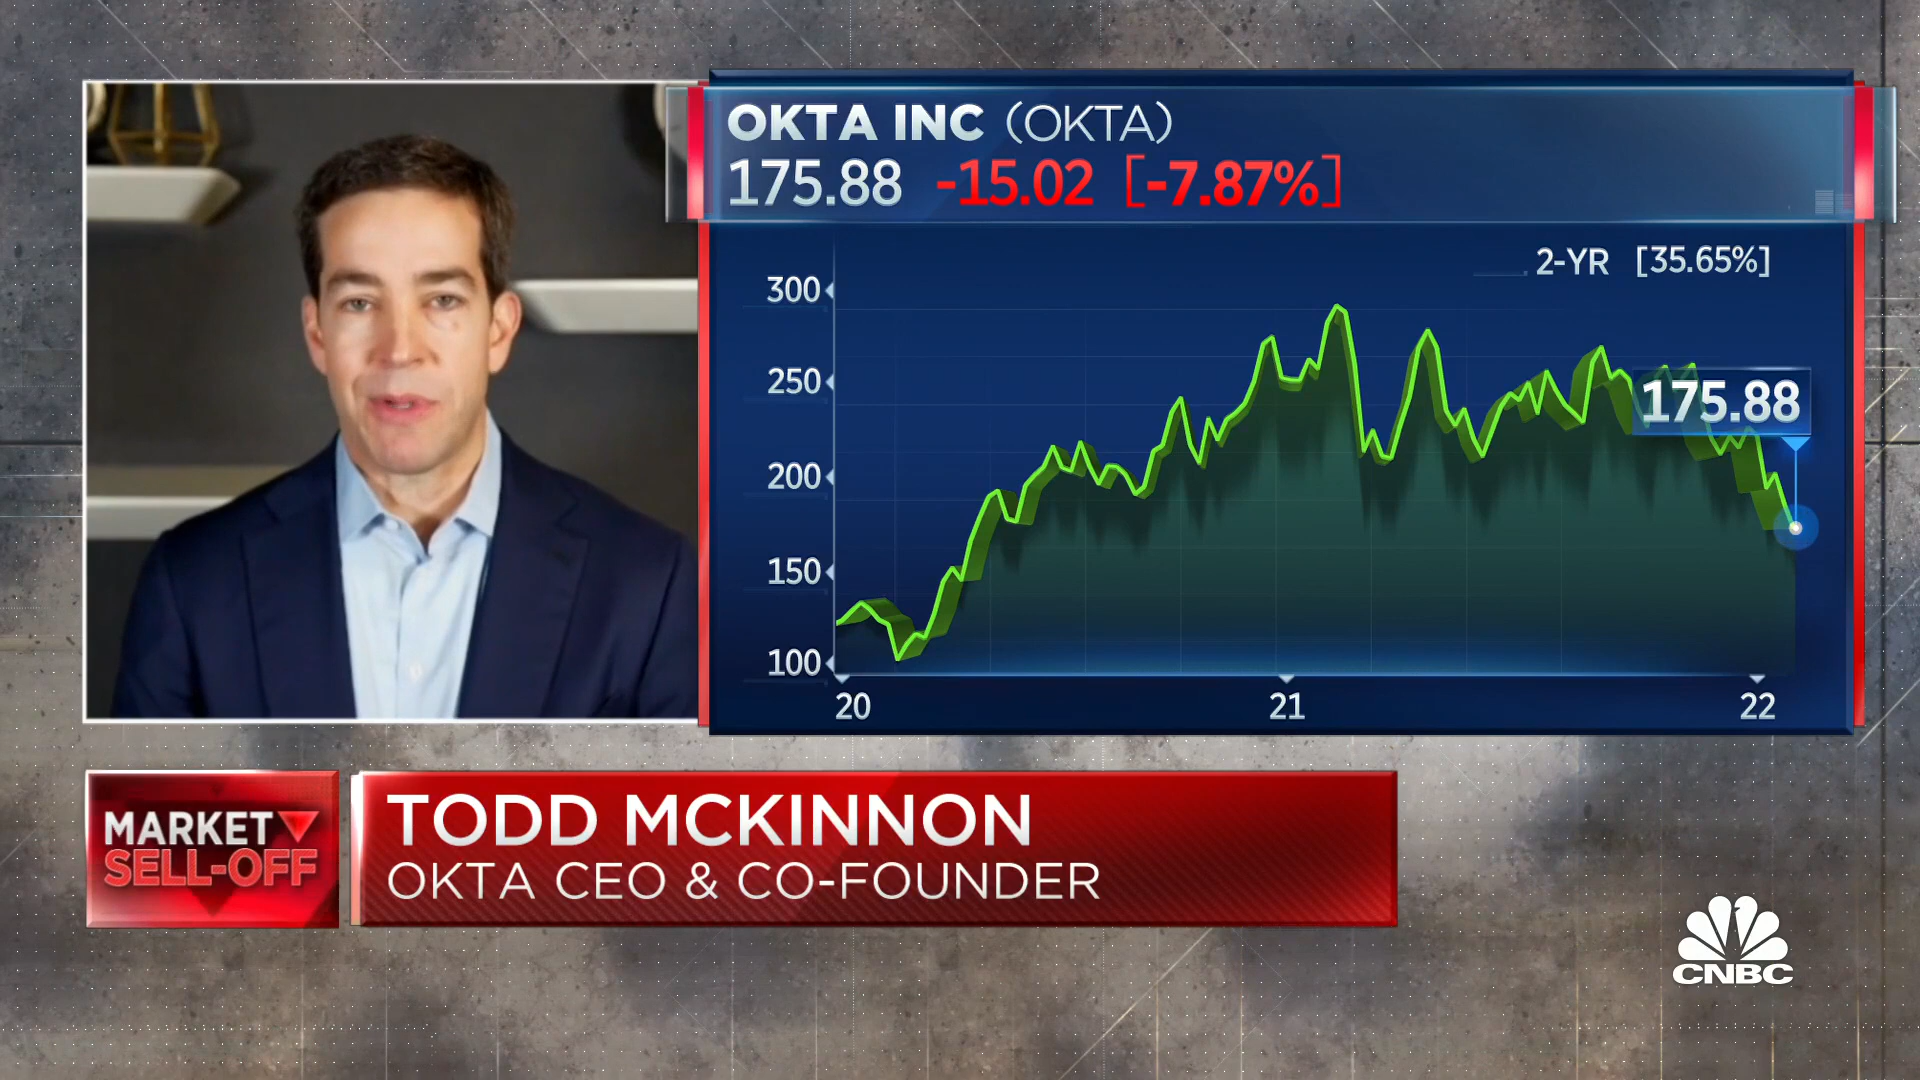 OKTA INC (OKTA)
175.88 -15.02 [-7.87%]
2-YR [35.65%]
300
250
200
150
100
175.88
20 21 22
MARKET
SELL-OFF
TODD MCKINNON
OKTA CEO & CO-FOUNDER
CNBC